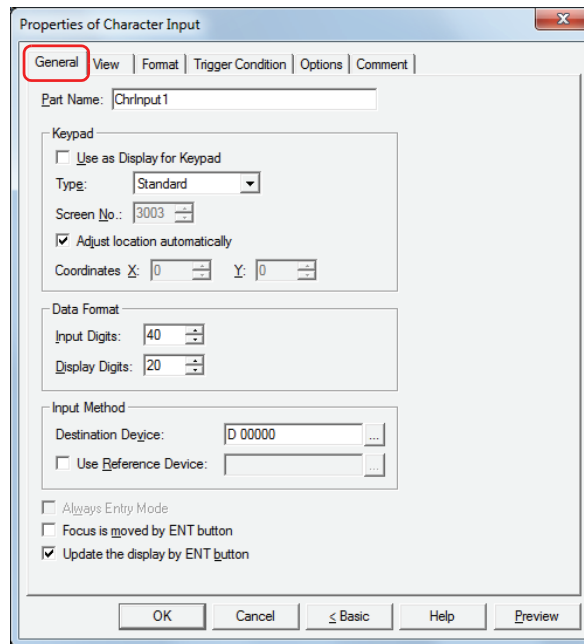 Properties of Character Input
General View Format Trigger Condition Options Comment
Part Name: ChrInput1
Keypad
Use as Display for Keypad
Type: Standard
Screen No.: 3003
Adjust location automatically
Coordinates X: 0 Y: 0
Data Format
Input Digits: 40
Display Digits: 20
Input Method
Destination Device: D 00000 ...
Use Reference Device: ...
Always Entry Mode
Focus is moved by ENT button
Update the display by ENT button
OK Cancel < Basic Help Preview